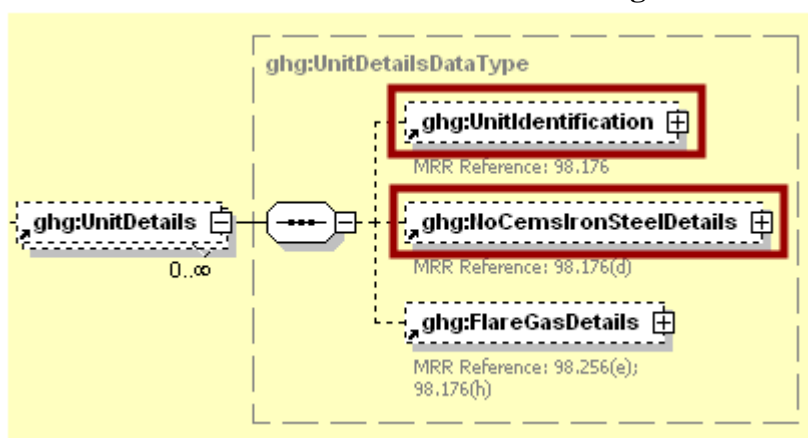 ghg:UnitDetailsDataType
ghg:UnitIdentification
MRR Reference: 98.176
ghg:UnitDetails
0..∞
ghg:NoCemsIronSteelDetails
MRR Reference: 98.176(d)
ghg:FlareGasDetails
MRR Reference: 98.256(e);
98.176(h)